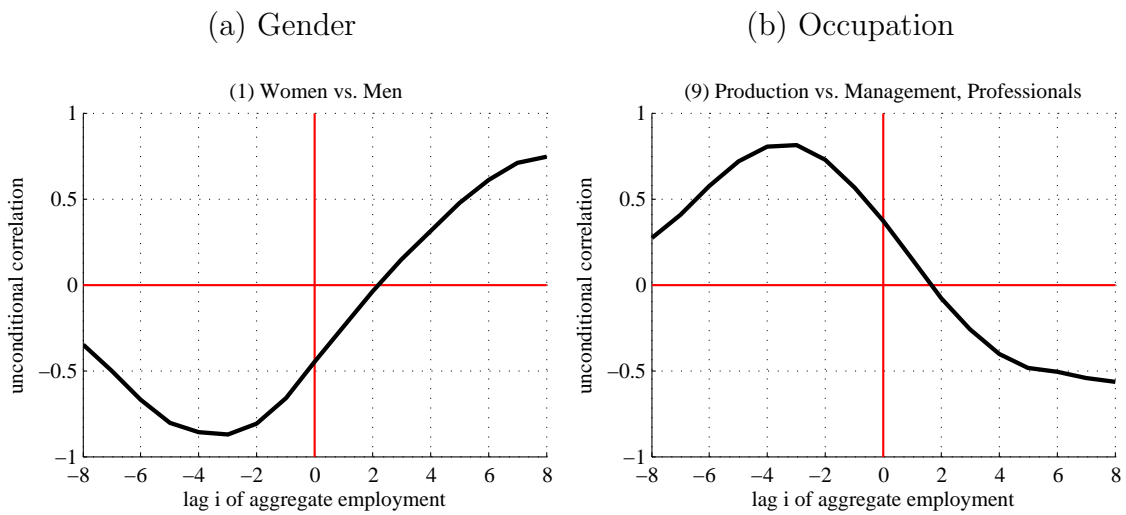 (a) Gender
(b) Occupation
(1) Women vs. Men
1
0.5
0
−0.5
−1
unconditional correlation
−8 −6 −4 −2 0 2 4 6 8
lag i of aggregate employment
(9) Production vs. Management, Professionals
1
0.5
0
−0.5
−1
unconditional correlation
−8 −6 −4 −2 0 2 4 6 8
lag i of aggregate employment